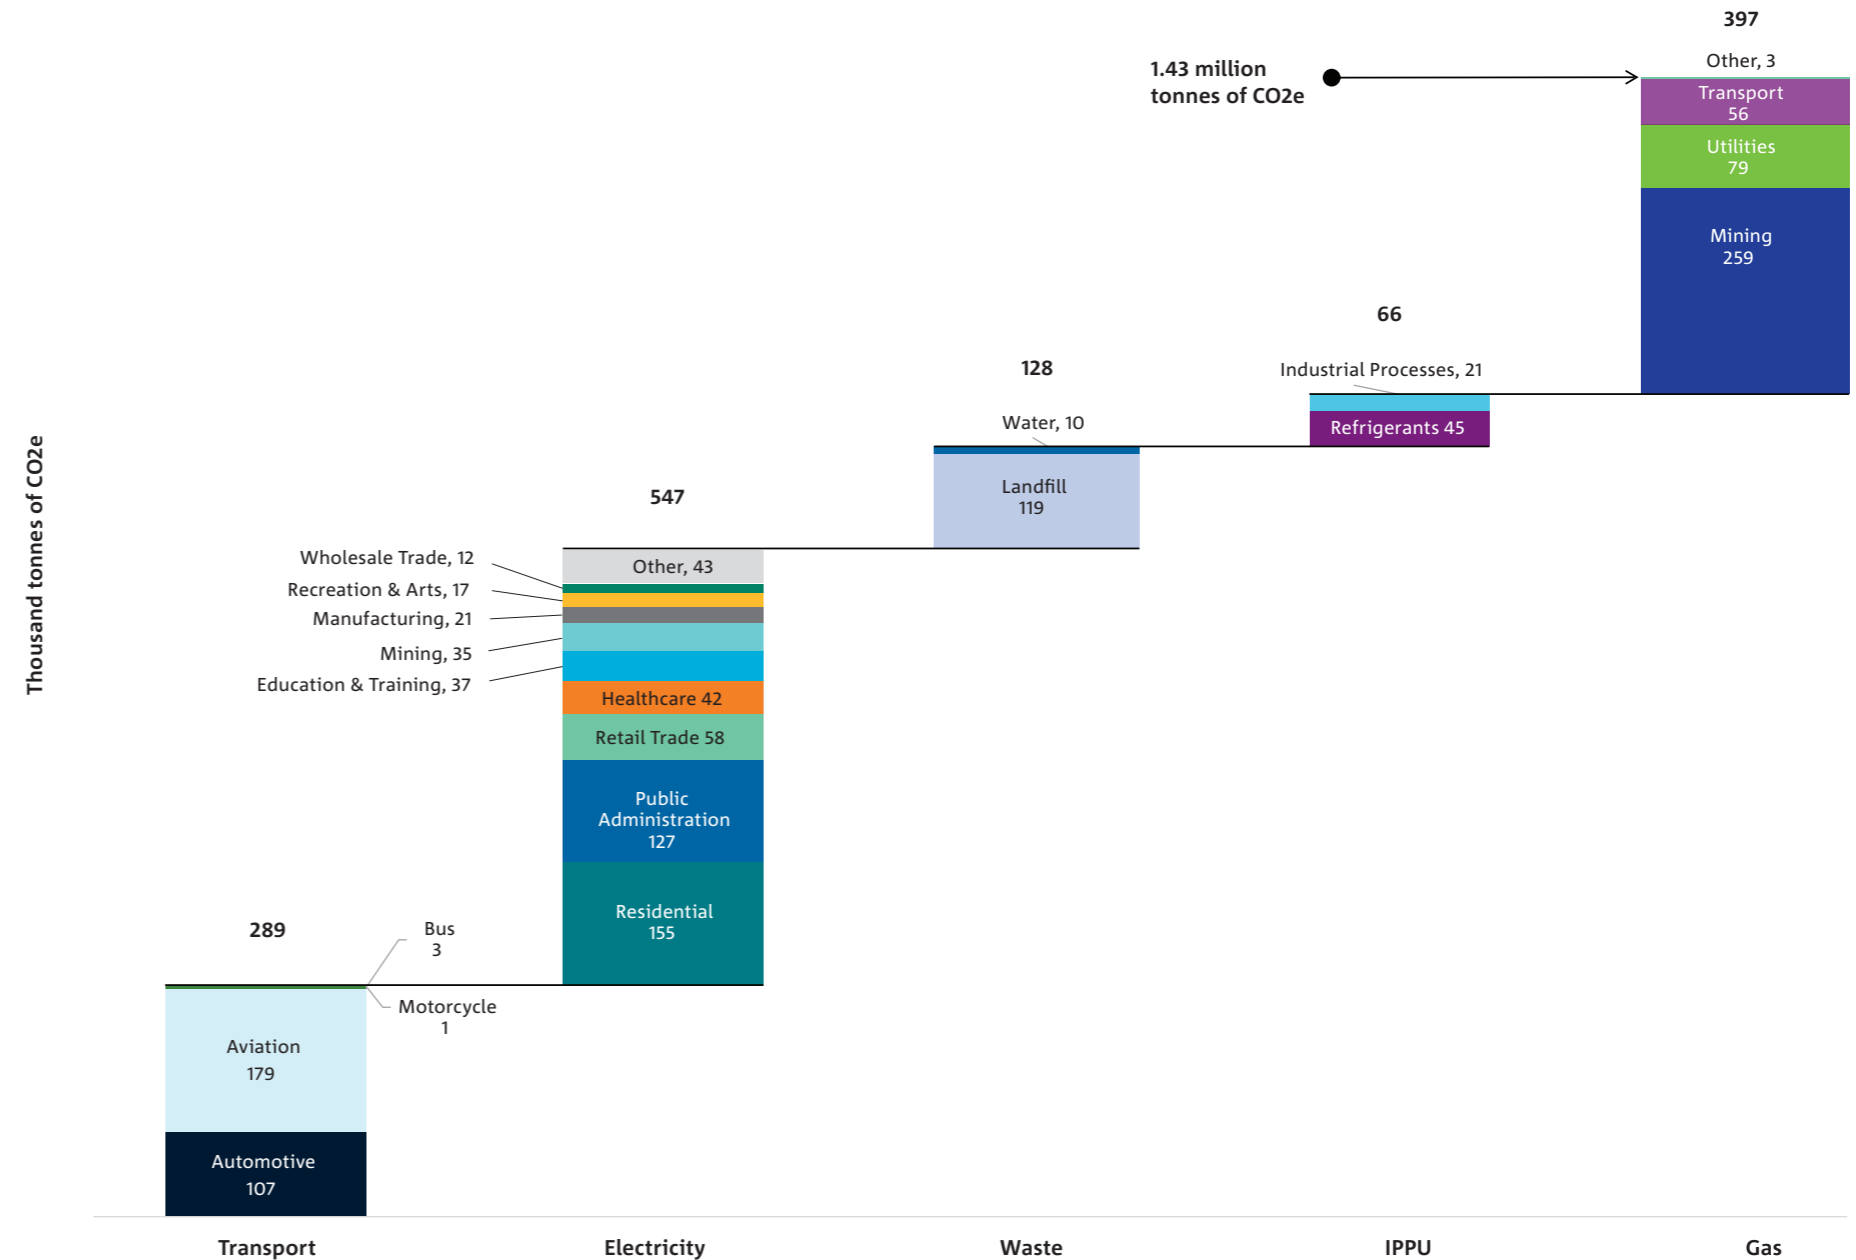 397
Other, 3
1.43 million
tonnes of CO2e
Transport
56
Utilities
79
Mining
259
66
Industrial Processes, 21
Refrigerants 45
128
Water, 10
Landfill
119
Thousand tonnes of CO2e
547
Other, 43
Wholesale Trade, 12
Recreation & Arts, 17
Manufacturing, 21
Mining, 35
Education & Training, 37
Healthcare 42
Retail Trade 58
Public
Administration
127
Residential
155
289
Bus
3
Motorcycle
1
Aviation
179
Automotive
107
Transport
Electricity
Waste
IPPU
Gas